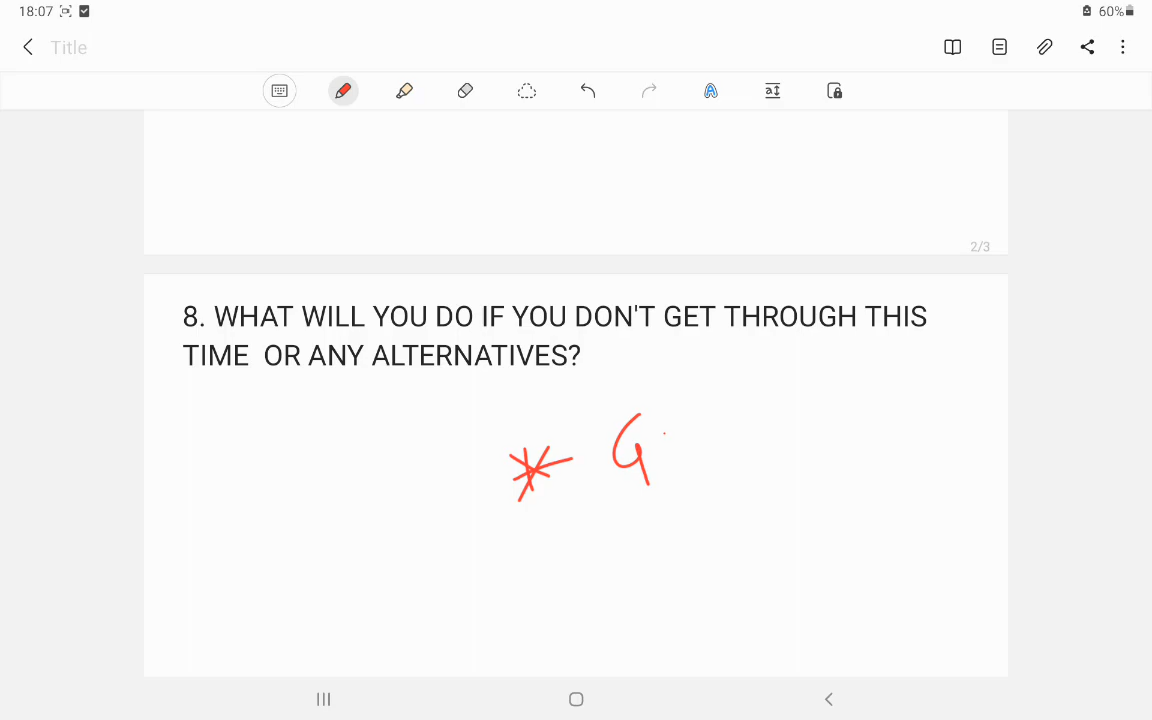 18:07 60%
Title
2/3
8. WHAT WILL YOU DO IF YOU DON'T GET THROUGH THIS
TIME OR ANY ALTERNATIVES?
* G